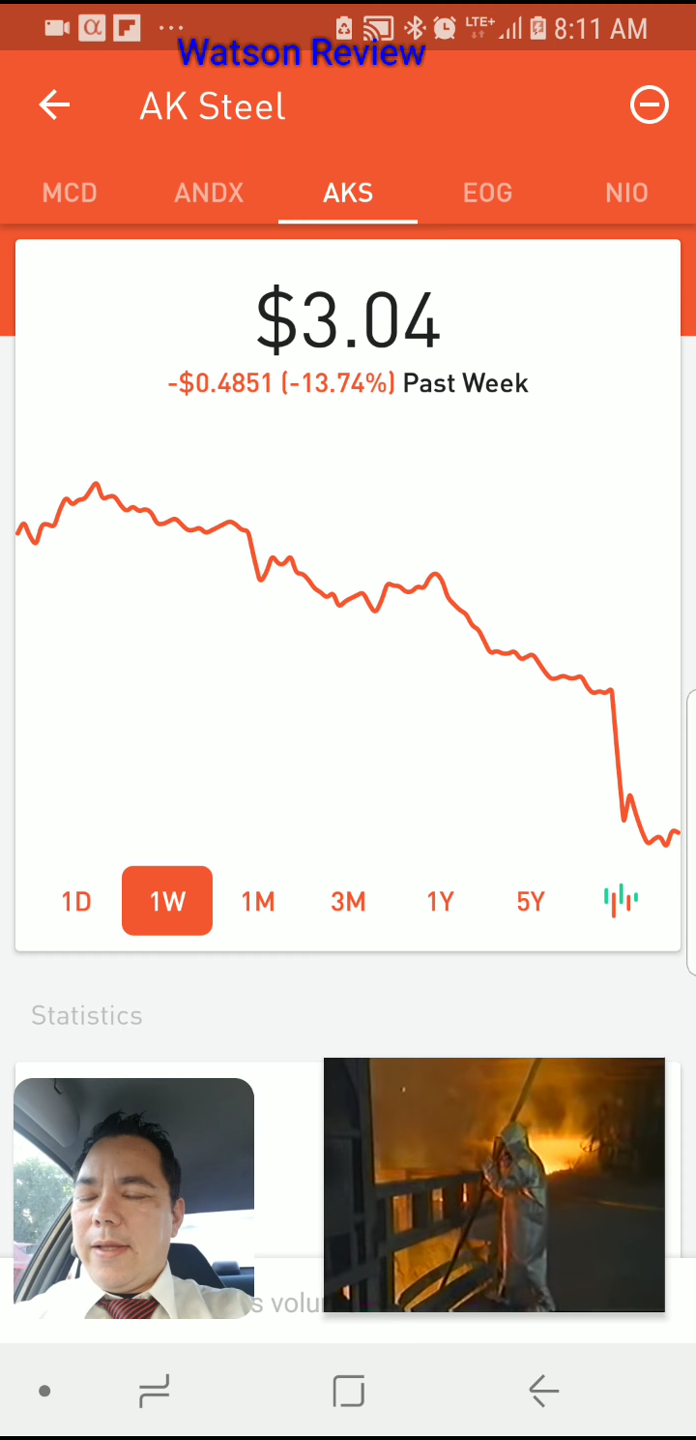 LTE+ 8:11 AM
Watson Review
AK Steel
MCD ANDX AKS EOG NIO
$3.04
-$0.4851 (-13.74%) Past Week
1D 1W 1M 3M 1Y 5Y
Statistics